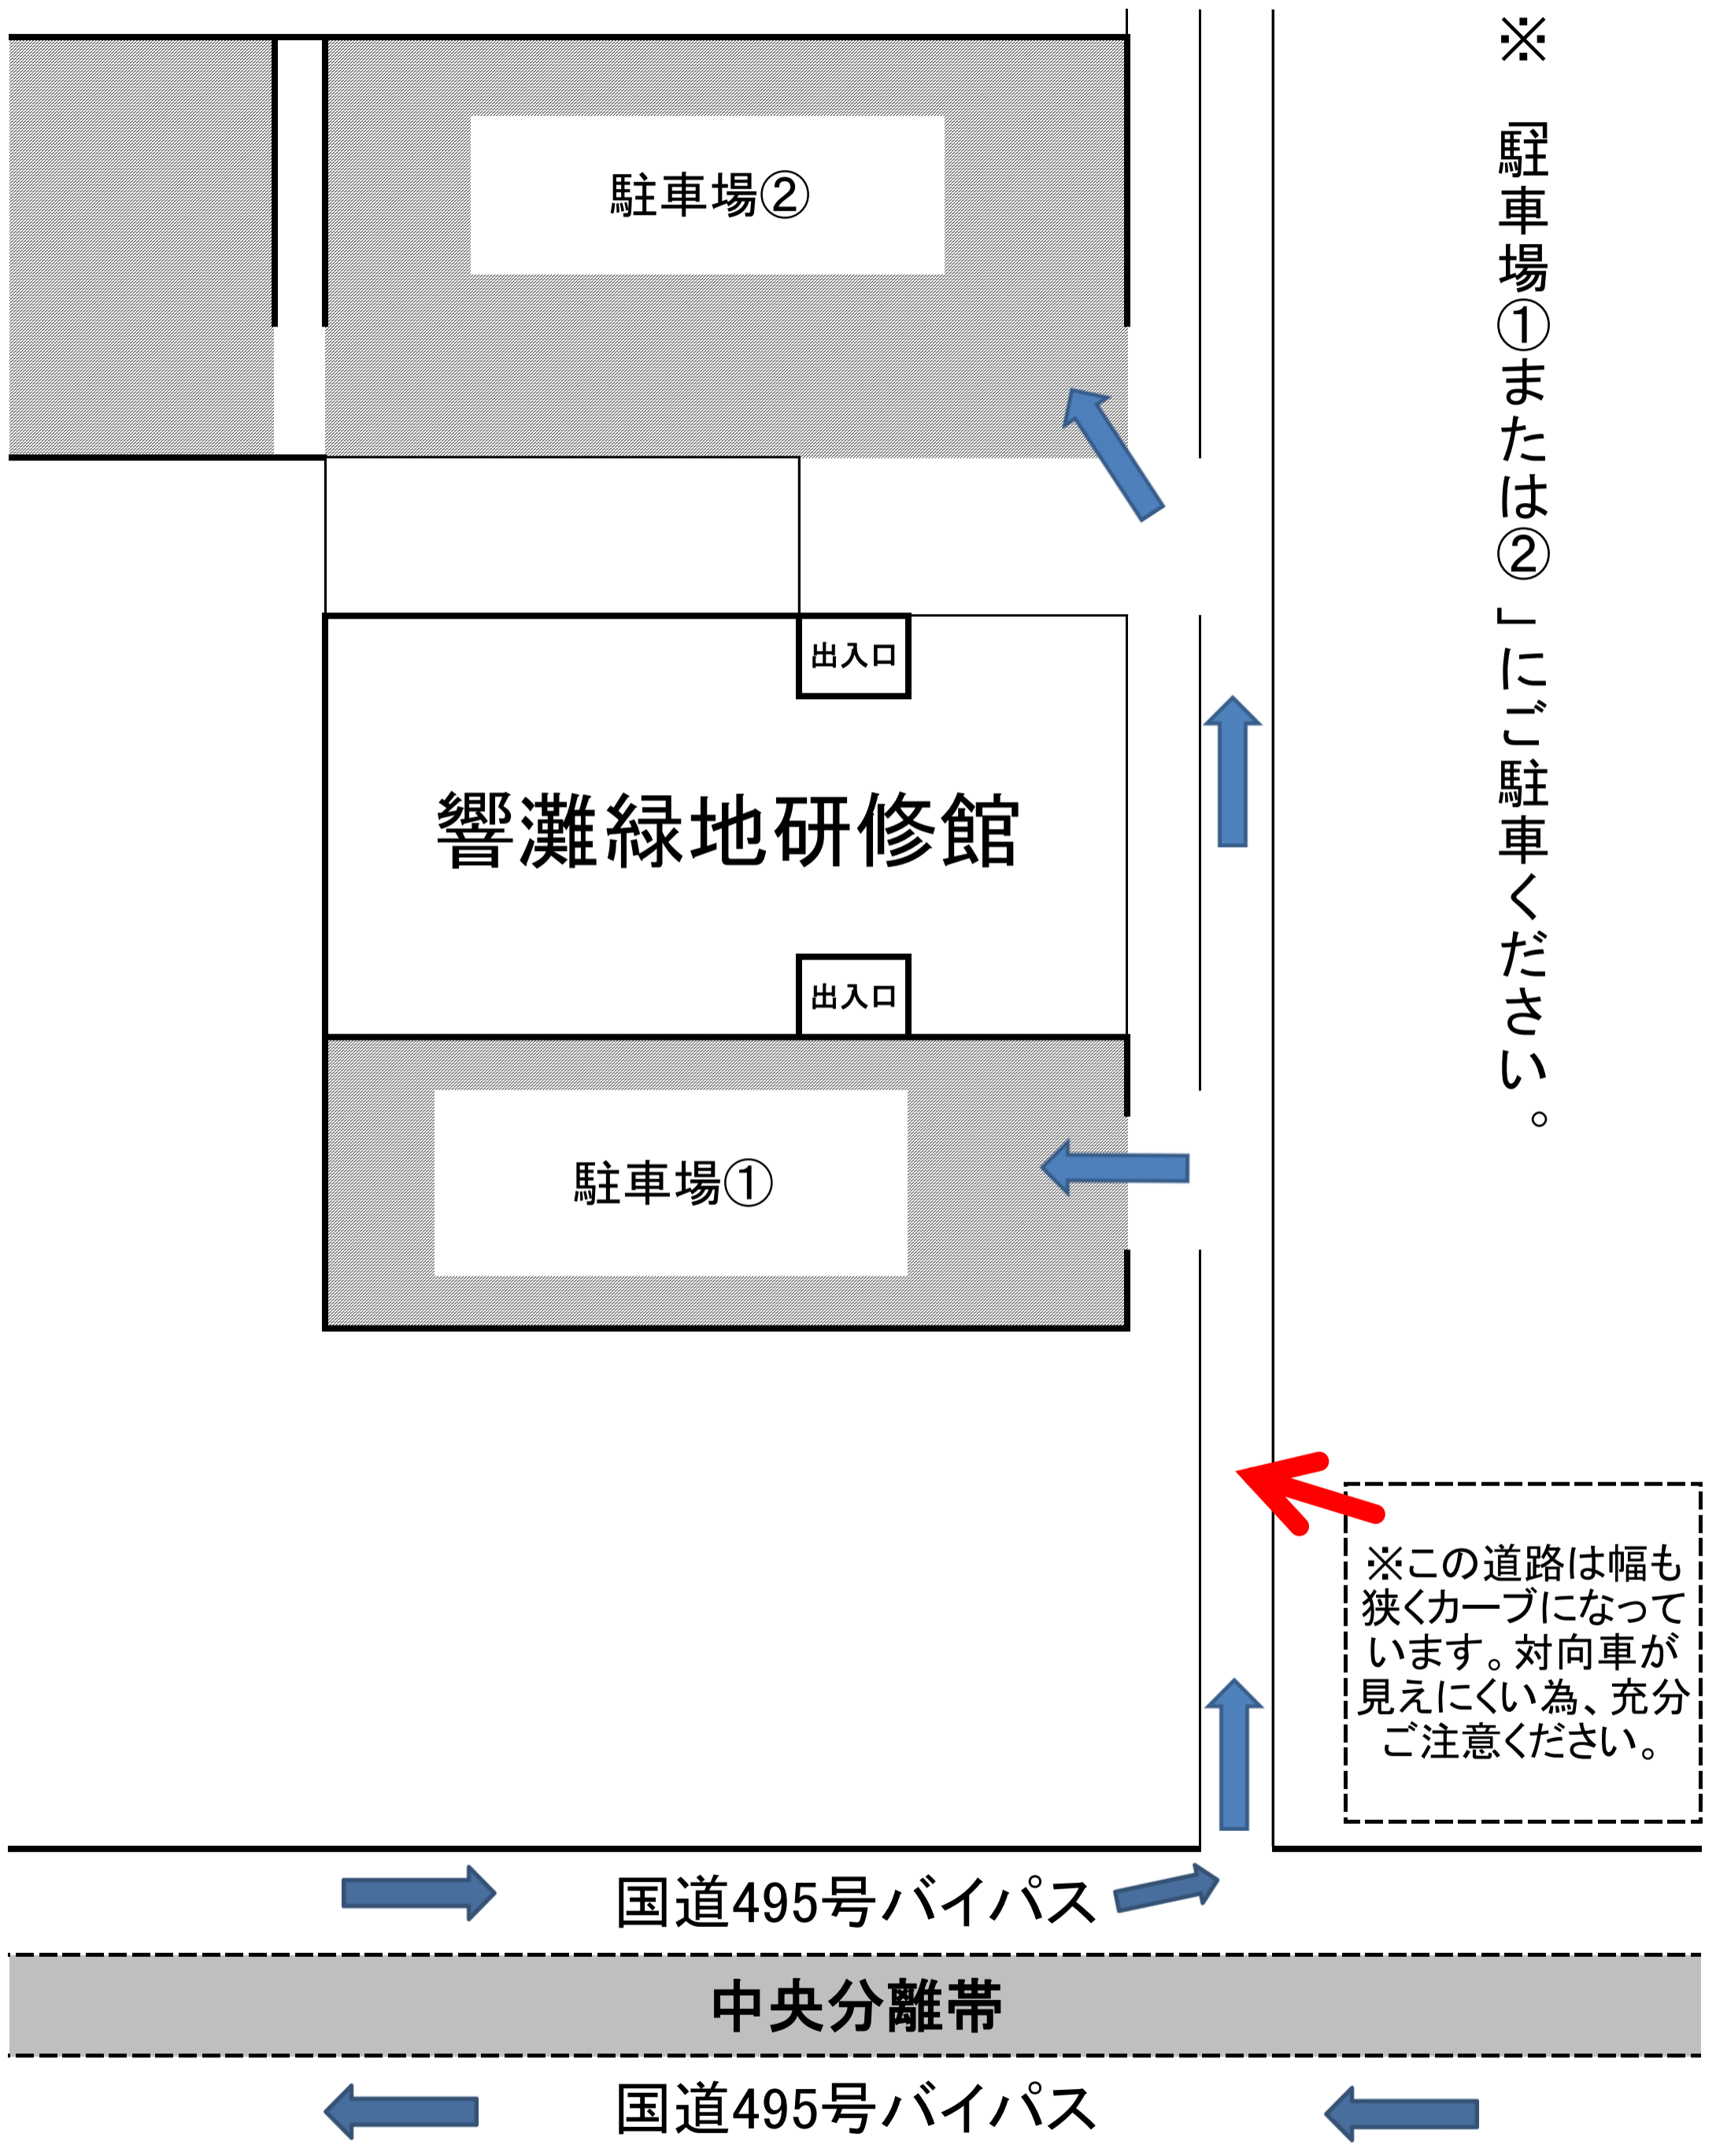 ※「駐車場①または②」にご駐車ください。
駐車場②
出入口
響難緑地研修館
出入口
駐車場①
※この道路は幅も
狭くカーブになって
います。対向車が
見えにくい為、充分
ご注意ください。
国道495号バイパス
中央分離帯
国道495号バイパス